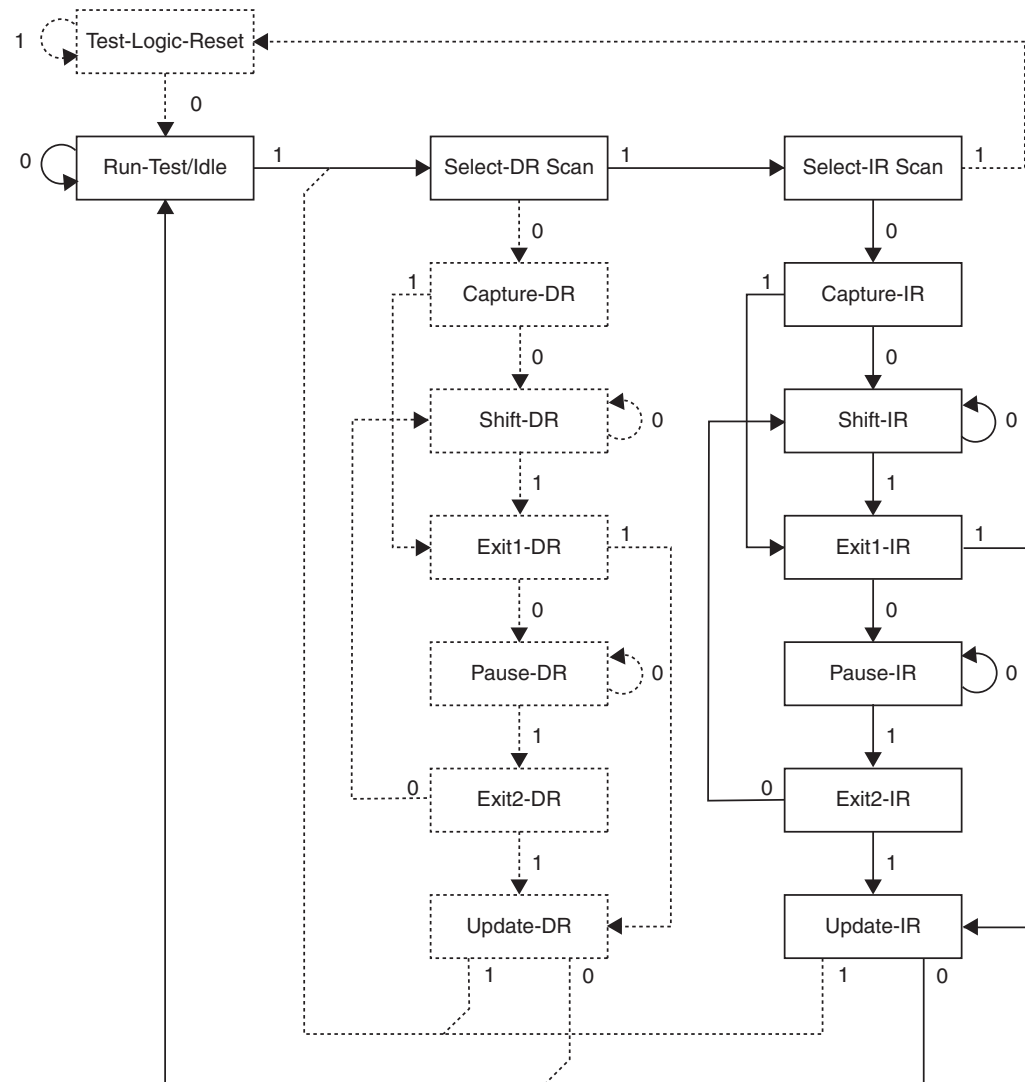 1
Test-Logic-Reset
0
0
Run-Test/Idle
1
Select-DR Scan
1
Select-IR Scan
1
0
0
1
Capture-DR
1
Capture-IR
0
0
Shift-DR
0
Shift-IR
0
1
1
Exit1-DR
1
Exit1-IR
1
0
0
Pause-DR
0
Pause-IR
0
1
1
0
Exit2-DR
0
Exit2-IR
1
1
Update-DR
Update-IR
1
0
1
0